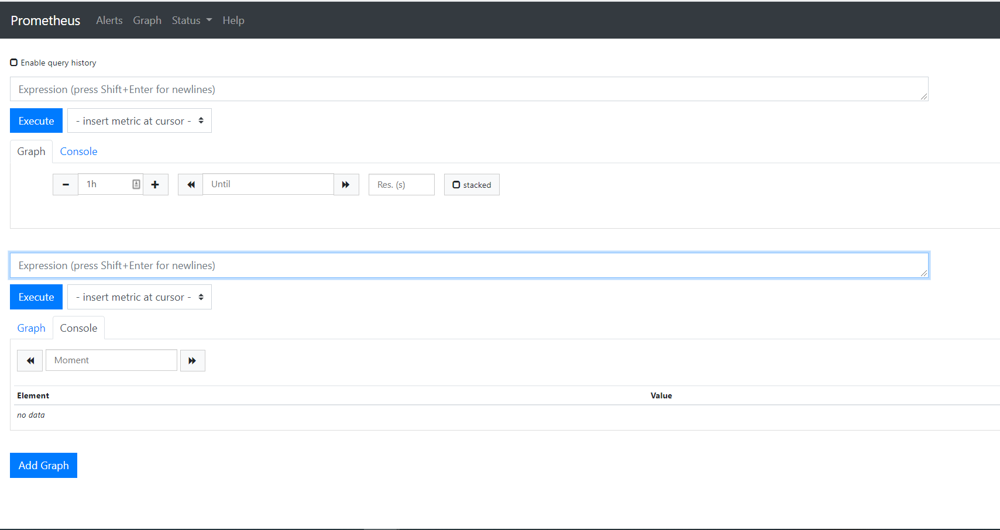 Prometheus Alerts Graph Status Help
Enable query history
Expression (press Shift+Enter for newlines)
Execute - insert metric at cursor -
Graph Console
1h Until Res. (s) stacked
Expression (press Shift+Enter for newlines)
Execute - insert metric at cursor -
Graph Console
Moment
Element Value
no data
Add Graph